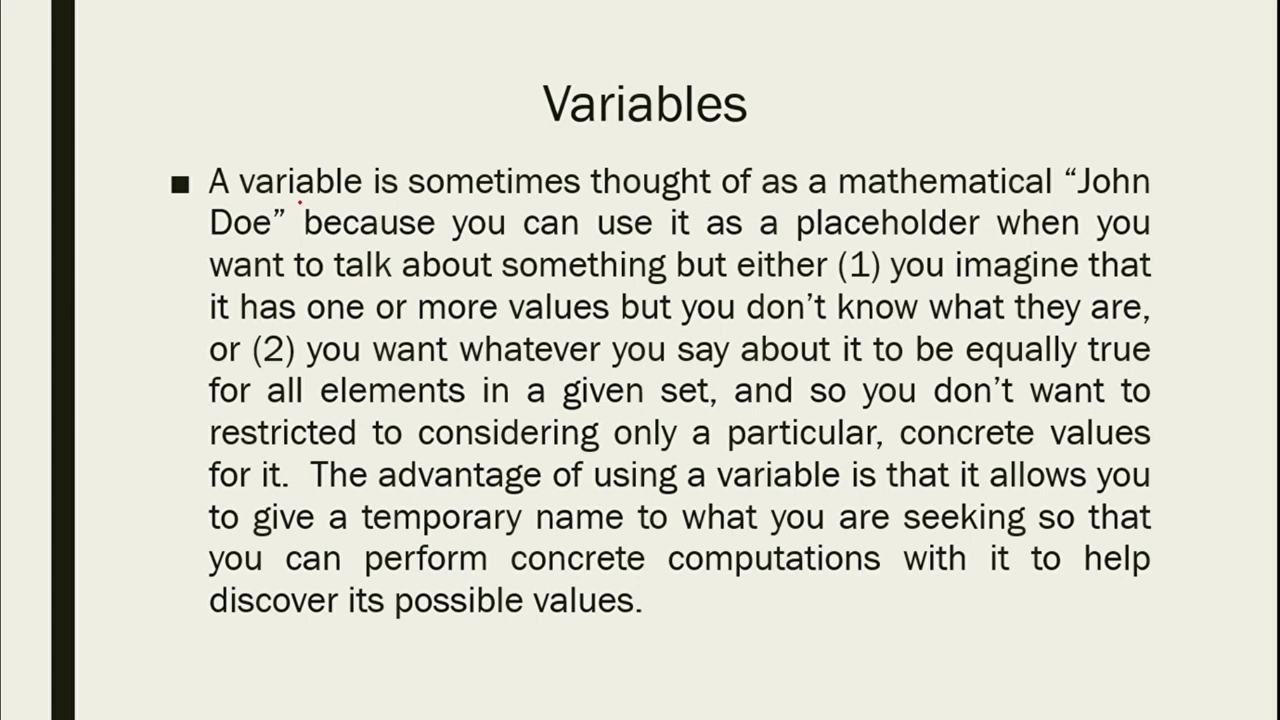 Variables
■ A variable is sometimes thought of as a mathematical “John
Doe” because you can use it as a placeholder when you
want to talk about something but either (1) you imagine that
it has one or more values but you don’t know what they are,
or (2) you want whatever you say about it to be equally true
for all elements in a given set, and so you don’t want to
restricted to considering only a particular, concrete values
for it. The advantage of using a variable is that it allows you
to give a temporary name to what you are seeking so that
you can perform concrete computations with it to help
discover its possible values.